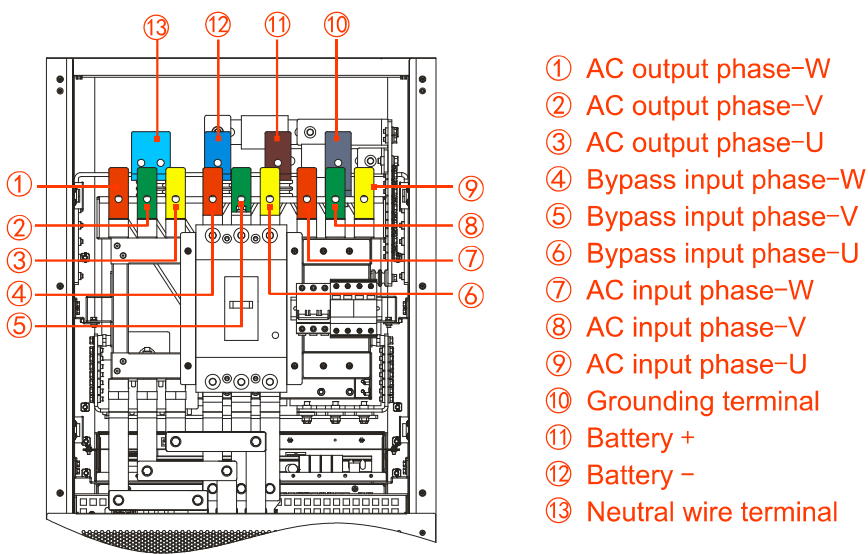 ⑬ ⑫ ⑪ ⑩
① ⑨
② ⑧
③ ⑦
④ ⑥
⑤
① AC output phase-W
② AC output phase-V
③ AC output phase-U
④ Bypass input phase-W
⑤ Bypass input phase-V
⑥ Bypass input phase-U
⑦ AC input phase-W
⑧ AC input phase-V
⑨ AC input phase-U
⑩ Grounding terminal
⑪ Battery +
⑫ Battery -
⑬ Neutral wire terminal